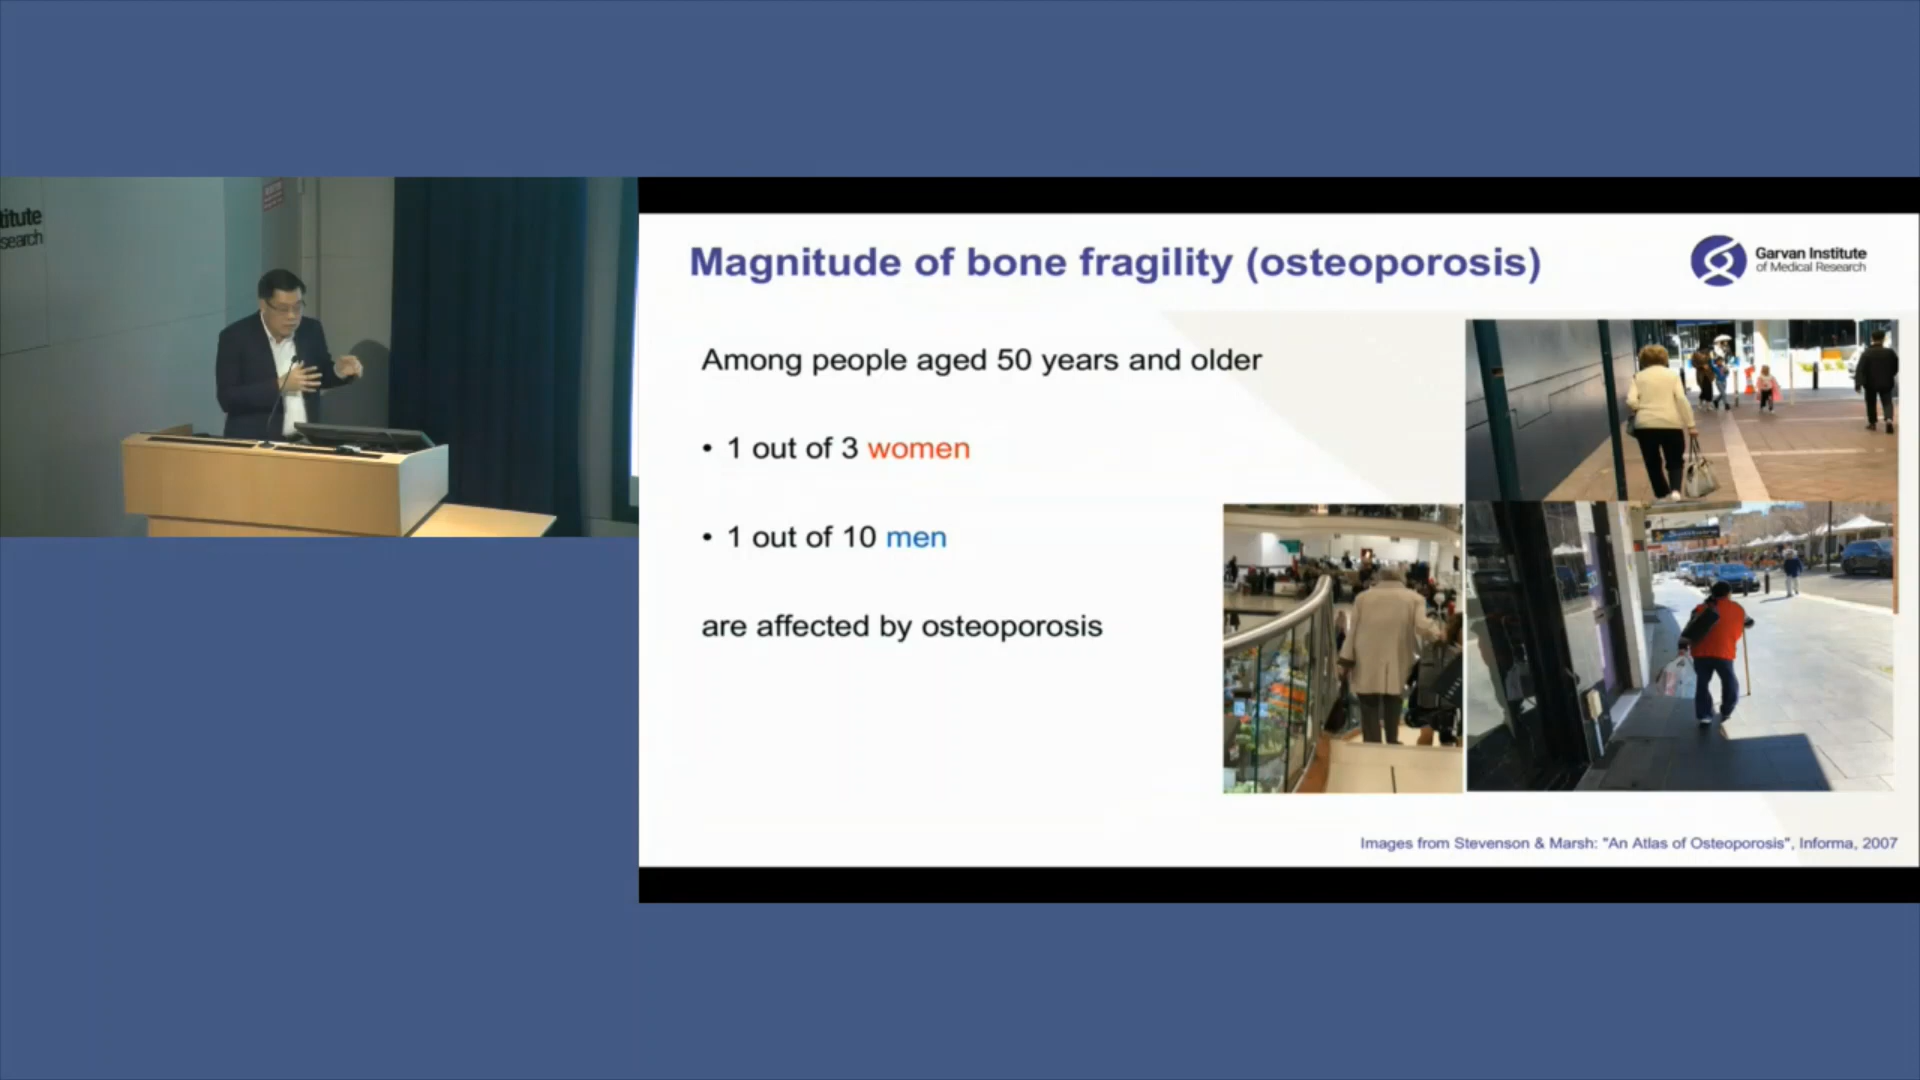 titute
search
Magnitude of bone fragility (osteoporosis)
Garvan Institute
of Medical Research
Among people aged 50 years and older
• 1 out of 3 women
• 1 out of 10 men
are affected by osteoporosis
Images from Stevenson & Marsh: "An Atlas of Osteoporosis", Informa, 2007